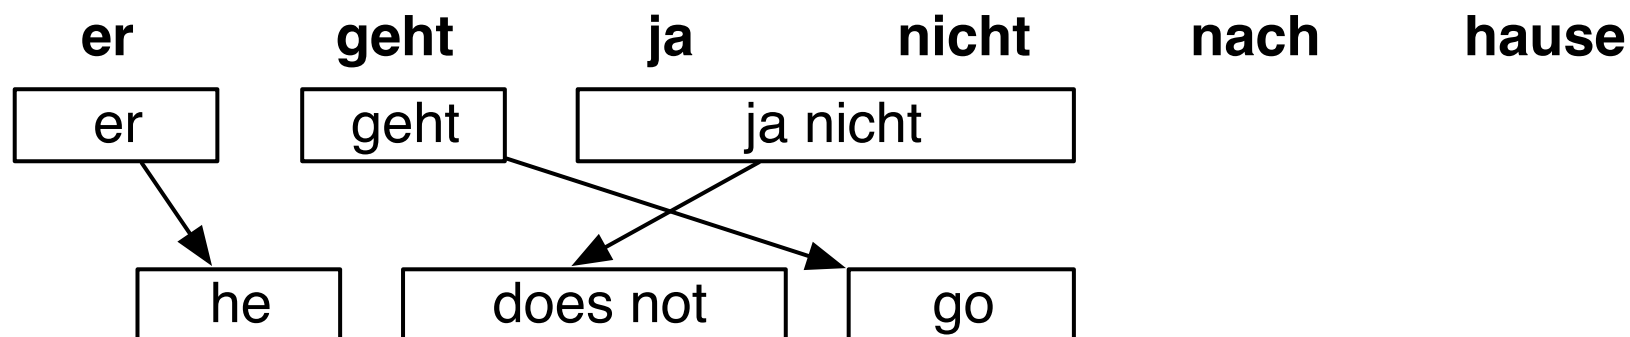 er geht ja nicht nach hause
er geht ja nicht
he does not go